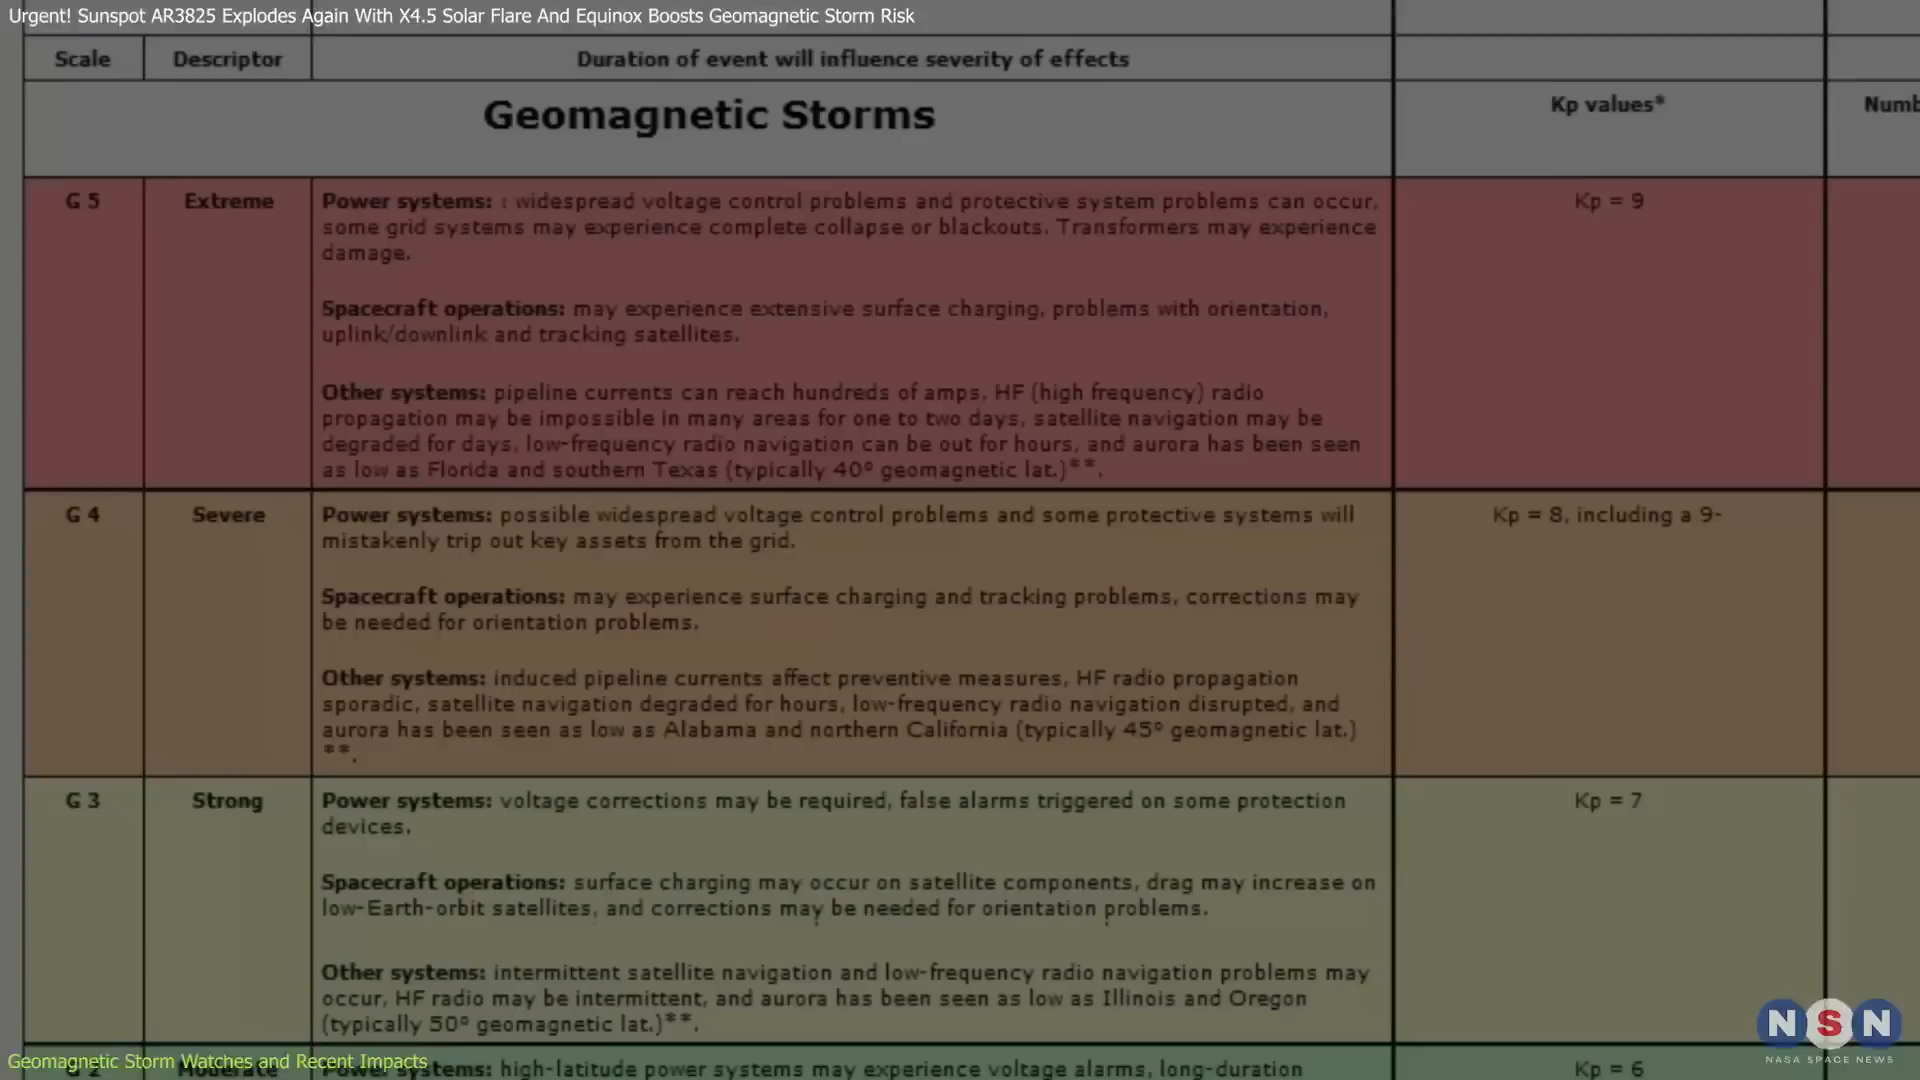 Urgent! Sunspot AR3825 Explodes Again With X4.5 Solar Flare And Equinox Boosts Geomagnetic Storm Risk
Scale Descriptor Duration of event will influence severity of effects
Geomagnetic Storms Kp values* Numb
G 5 Extreme Power systems: : widespread voltage control problems and protective system problems can occur, Kp = 9
some grid systems may experience complete collapse or blackouts. Transformers may experience
damage.
Spacecraft operations: may experience extensive surface charging, problems with orientation,
uplink/downlink and tracking satellites.
Other systems: pipeline currents can reach hundreds of amps, HF (high frequency) radio
propagation may be impossible in many areas for one to two days, satellite navigation may be
degraded for days, low-frequency radio navigation can be out for hours, and aurora has been seen
as low as Florida and southern Texas (typically 40° geomagnetic lat.)**.
G 4 Severe Power systems: possible widespread voltage control problems and some protective systems will Kp = 8, including a 9-
mistakenly trip out key assets from the grid.
Spacecraft operations: may experience surface charging and tracking problems, corrections may
be needed for orientation problems.
Other systems: induced pipeline currents affect preventive measures, HF radio propagation
sporadic, satellite navigation degraded for hours, low-frequency radio navigation disrupted, and
aurora has been seen as low as Alabama and northern California (typically 45° geomagnetic lat.)
**.
G 3 Strong Power systems: voltage corrections may be required, false alarms triggered on some protection Kp = 7
devices.
Spacecraft operations: surface charging may occur on satellite components, drag may increase on
low-Earth-orbit satellites, and corrections may be needed for orientation problems.
Other systems: intermittent satellite navigation and low-frequency radio navigation problems may
occur, HF radio may be intermittent, and aurora has been seen as low as Illinois and Oregon
(typically 50° geomagnetic lat.)**.
G 2 Moderate Power systems: high-latitude power systems may experience voltage alarms, long-duration Kp = 6
Geomagnetic Storm Watches and Recent Impacts
NSN
NASA SPACE NEWS